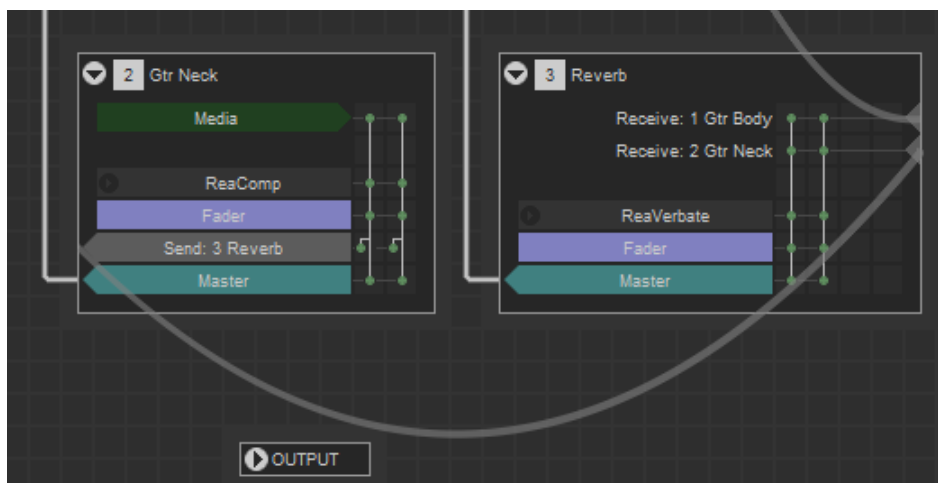 2 Gtr Neck
Media
ReaComp
Fader
Send: 3 Reverb
Master
3 Reverb
Receive: 1 Gtr Body
Receive: 2 Gtr Neck
ReaVerbate
Fader
Master
OUTPUT